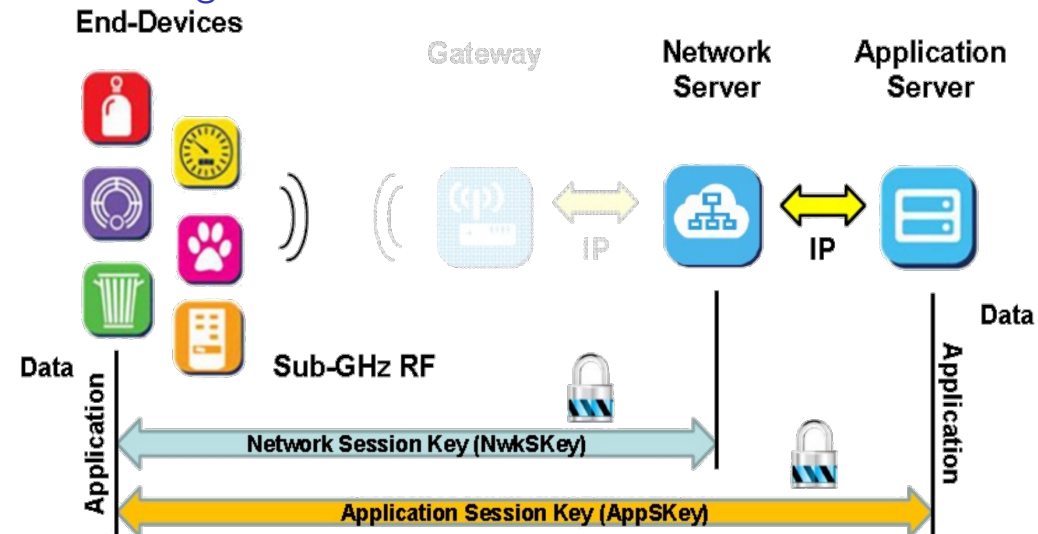 End-Devices
Gateway
Network
Server
Application
Server
IP
IP
Data
Data
Sub-GHz RF
Application
Application
Network Session Key (NwkSKey)
Application Session Key (AppSKey)